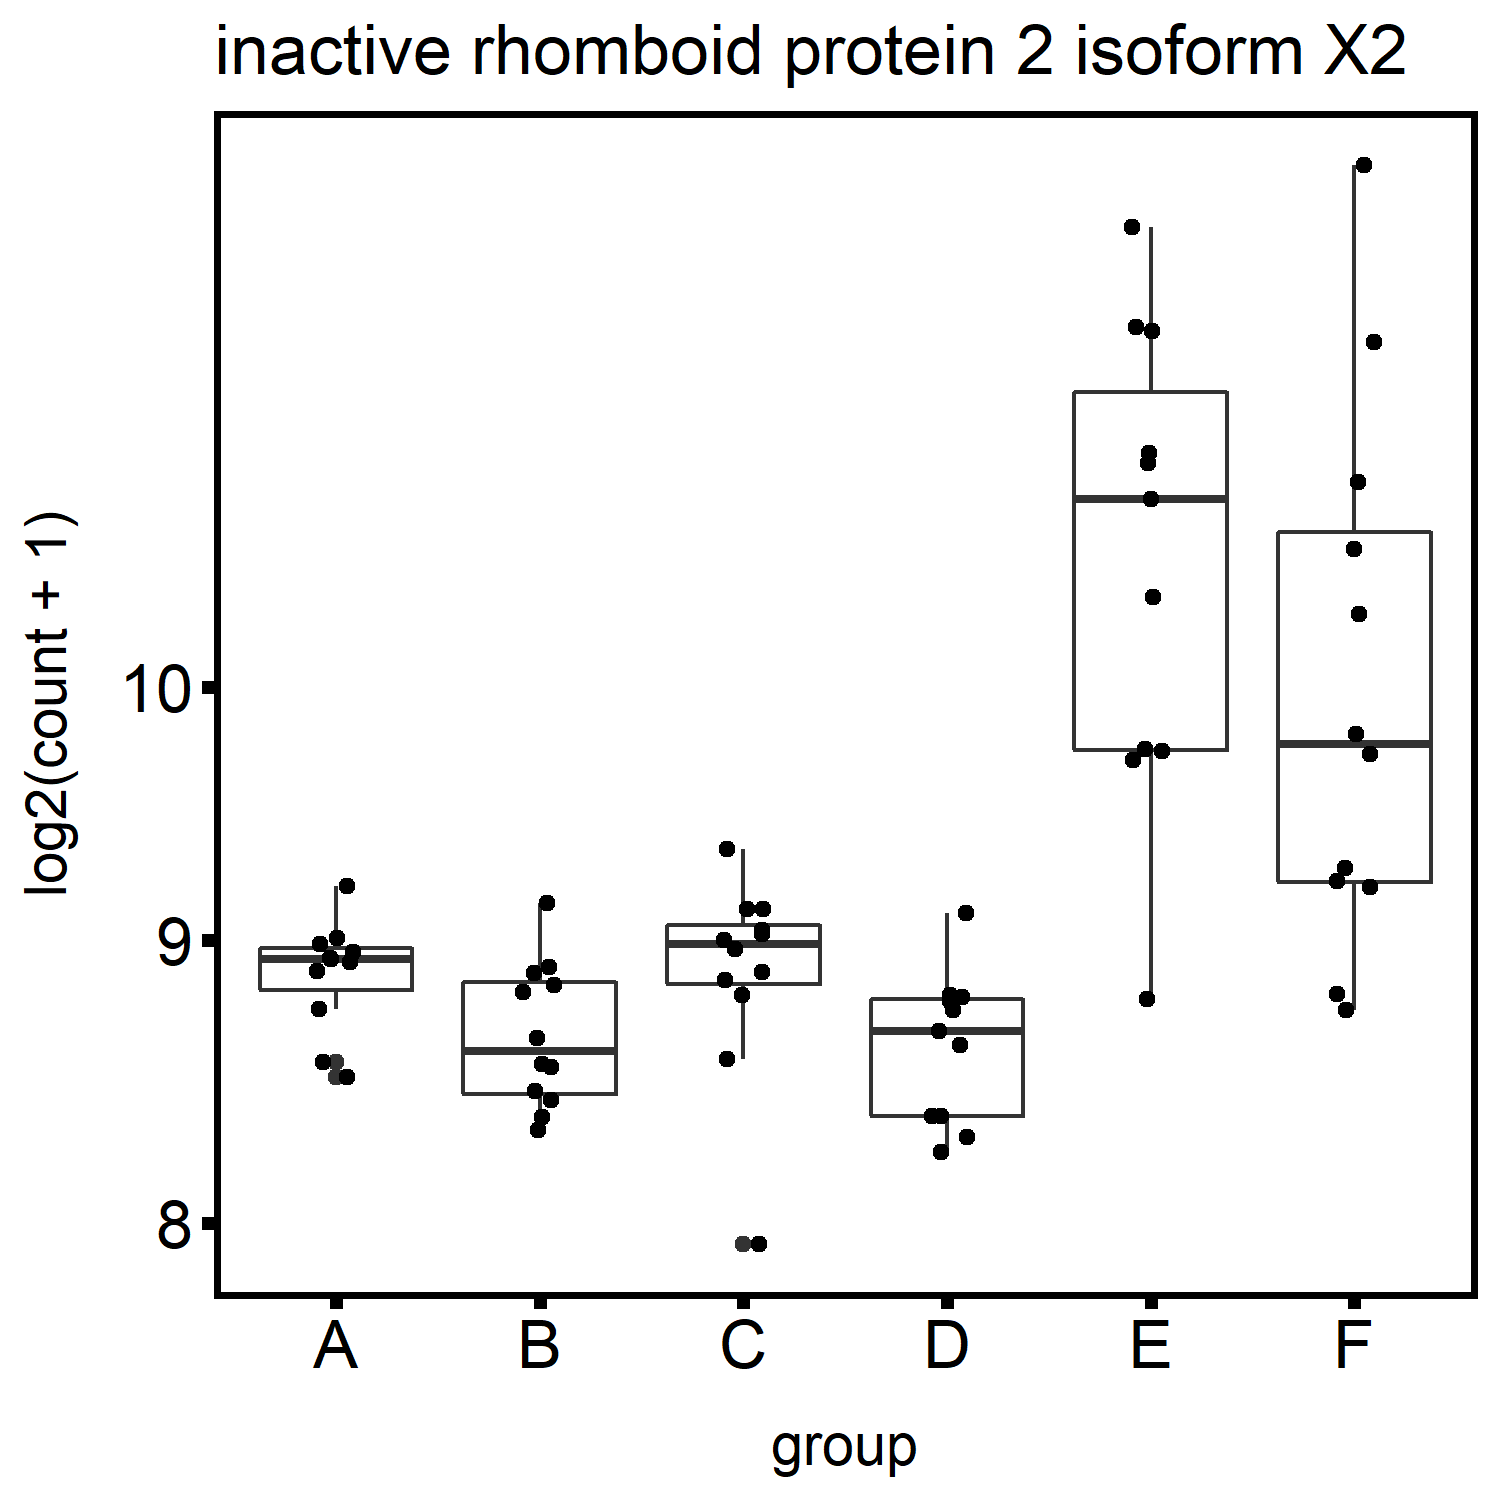 inactive rhomboid protein 2 isoform X2
log2(count + 1)
10
9
8
A B C D E F
group